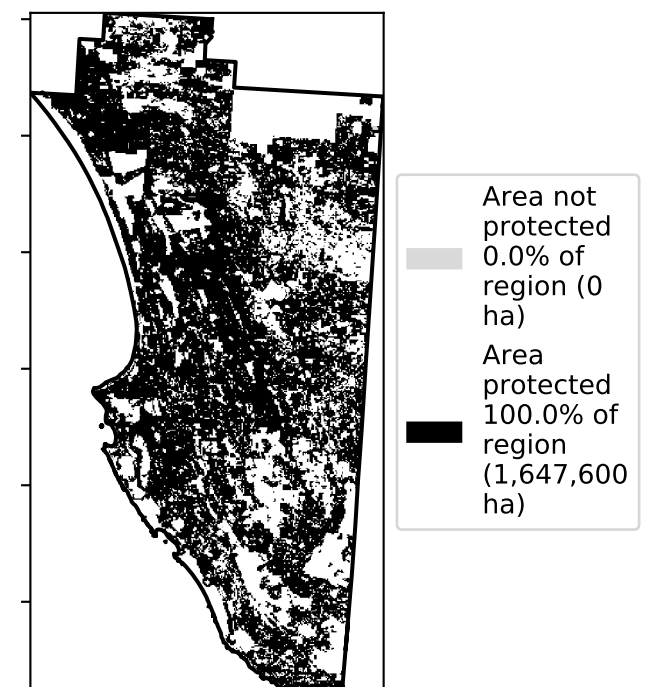 Area not
protected
0.0% of
region (0
ha)
Area
protected
100.0% of
region
(1,647,600
ha)